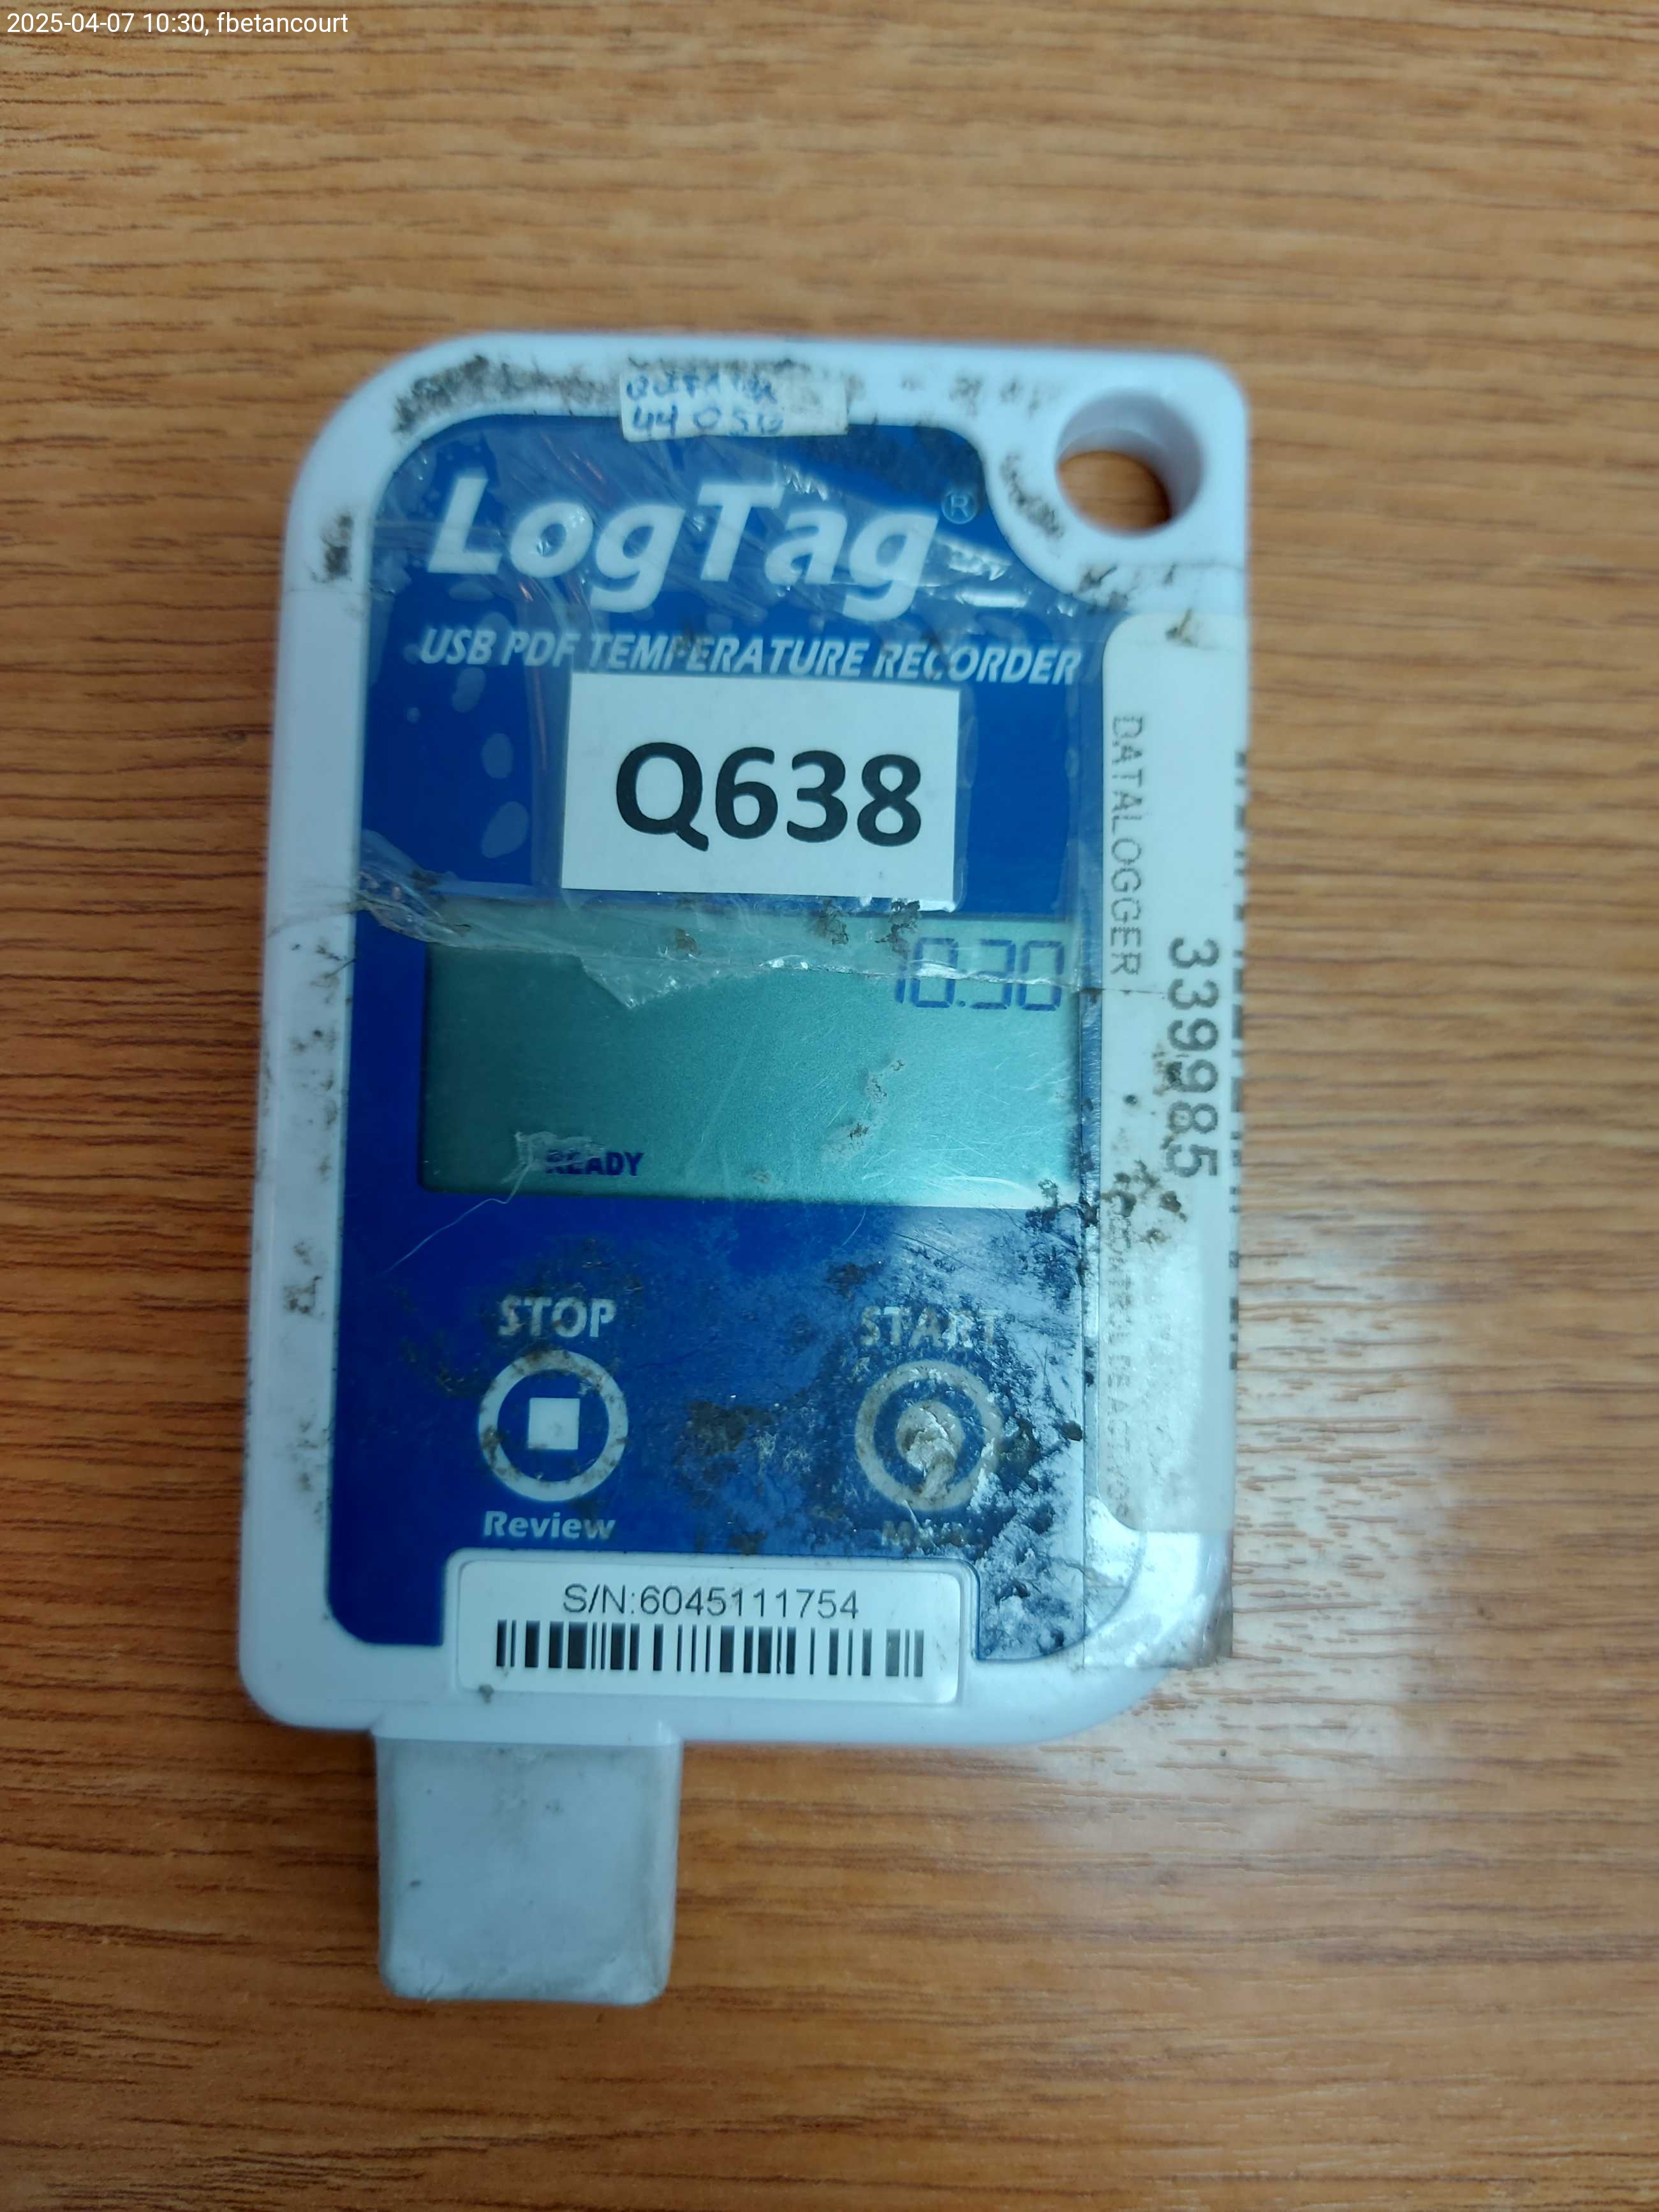 2025-04-07 10:30, fbetancourt
LogTag®
USB PDF TEMPERATURE RECORDER
Q638
10.30
READY
STOP
START
Review
S/N:6045111754
DATALOGGER
339985